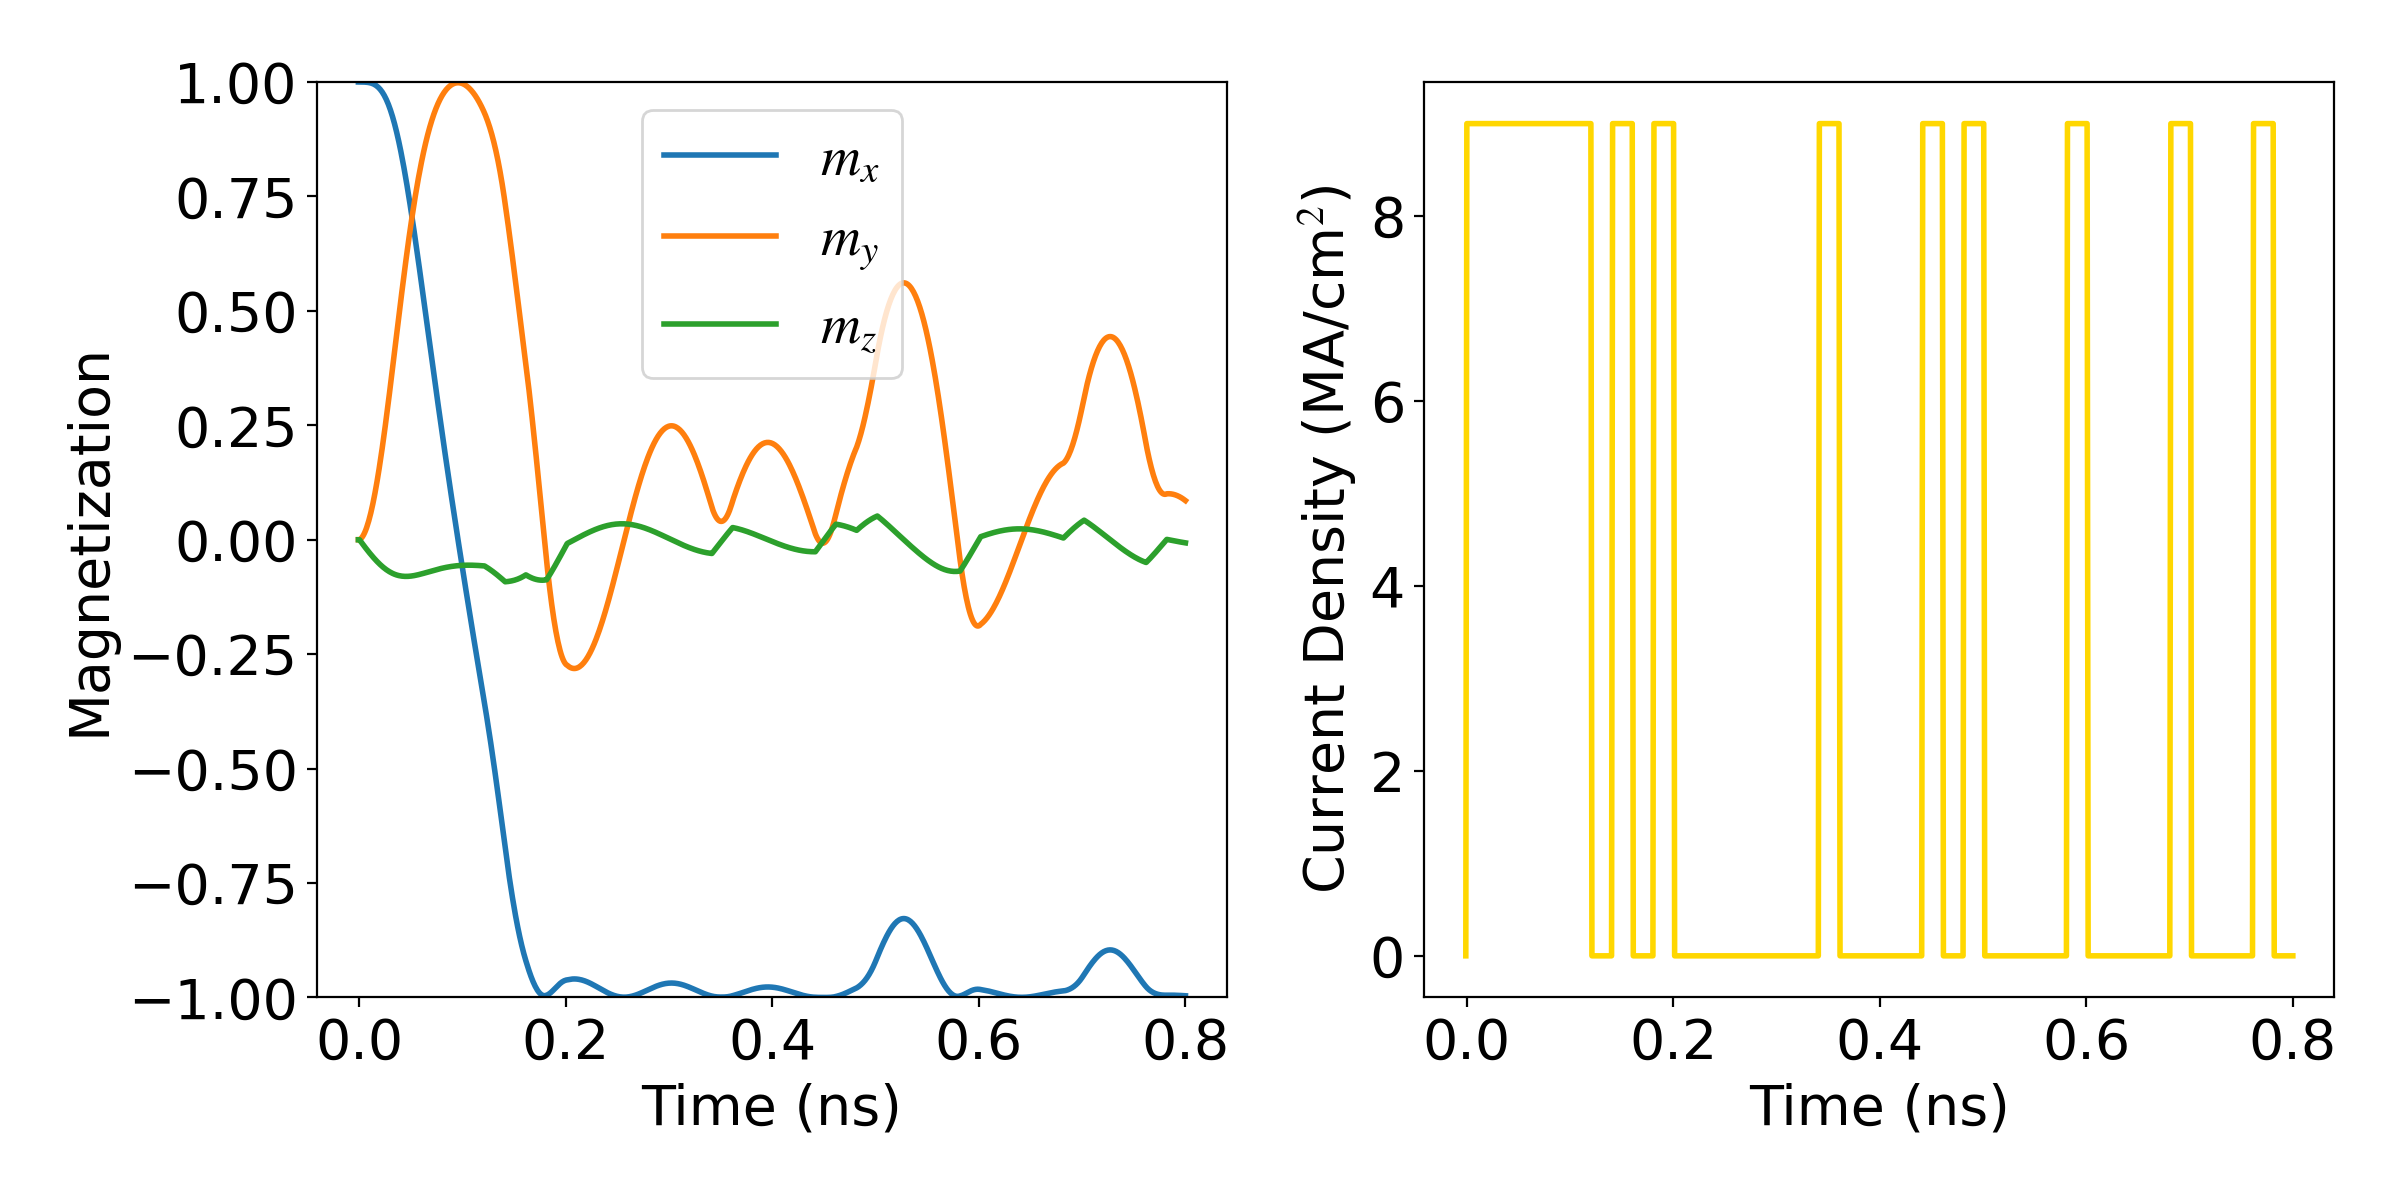 1.00
0.75
0.50
0.25
0.00
−0.25
−0.50
−0.75
−1.00
Magnetization
0.0 0.2 0.4 0.6 0.8
Time (ns)
m_x
m_y
m_z
8
6
4
2
0
Current Density (MA/cm²)
0.0 0.2 0.4 0.6 0.8
Time (ns)